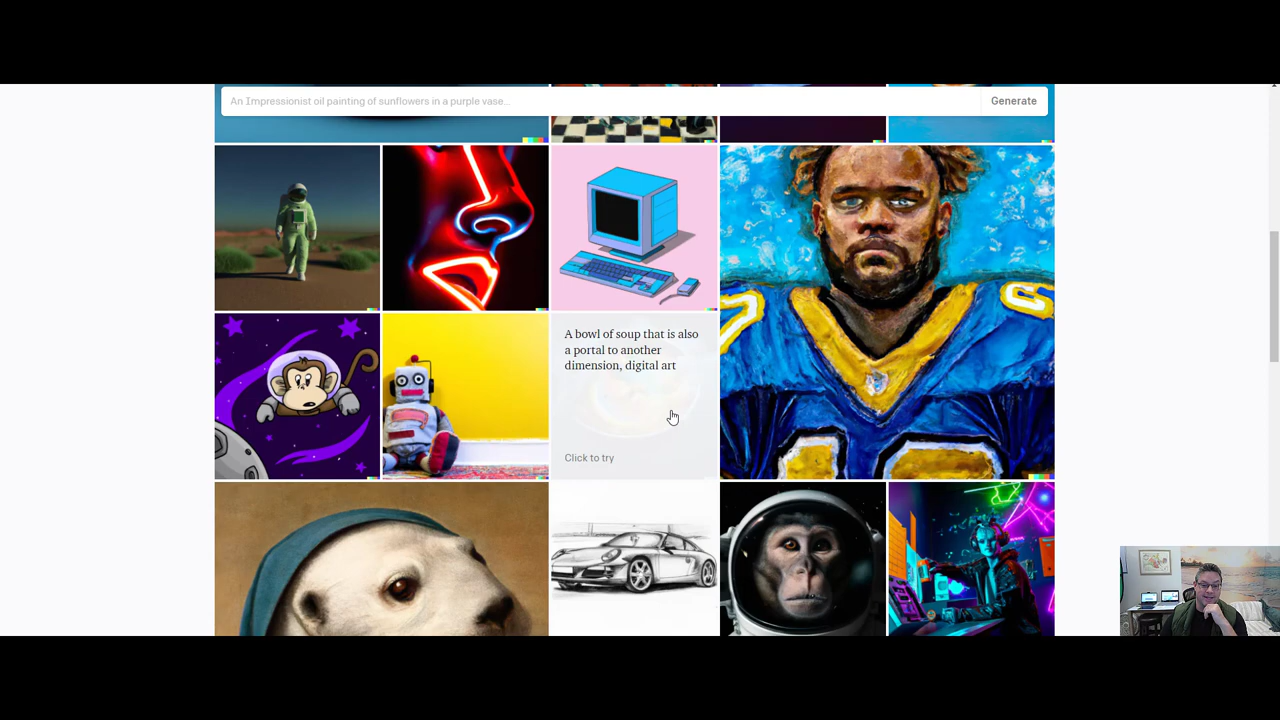 An Impressionist oil painting of sunflowers in a purple vase...
Generate
A bowl of soup that is also
a portal to another
dimension, digital art
Click to try